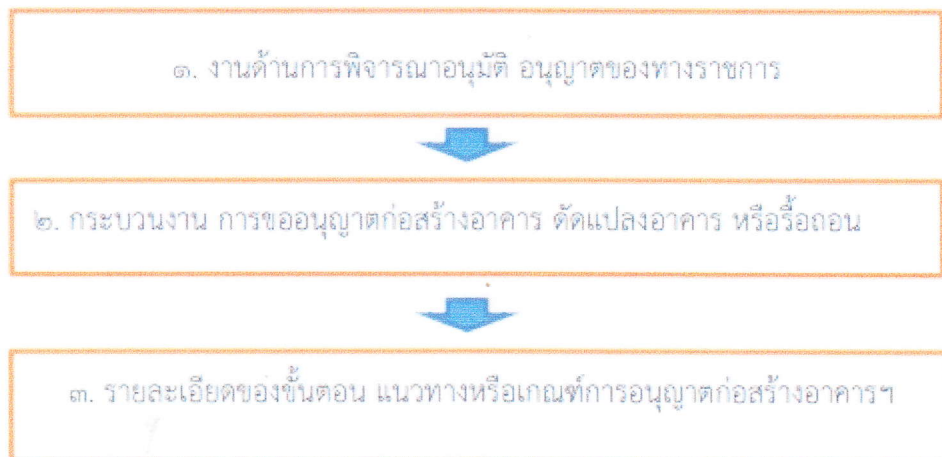 ๑. งานด้านการพิจารณาอนุมัติ อนุญาตของทางราชการ
๒. กระบวนงาน การขออนุญาตก่อสร้างอาคาร ดัดแปลงอาคาร หรือรื้อถอน
๓. รายละเอียดของขั้นตอน แนวทางหรือเกณฑ์การอนุญาตก่อสร้างอาคารฯ